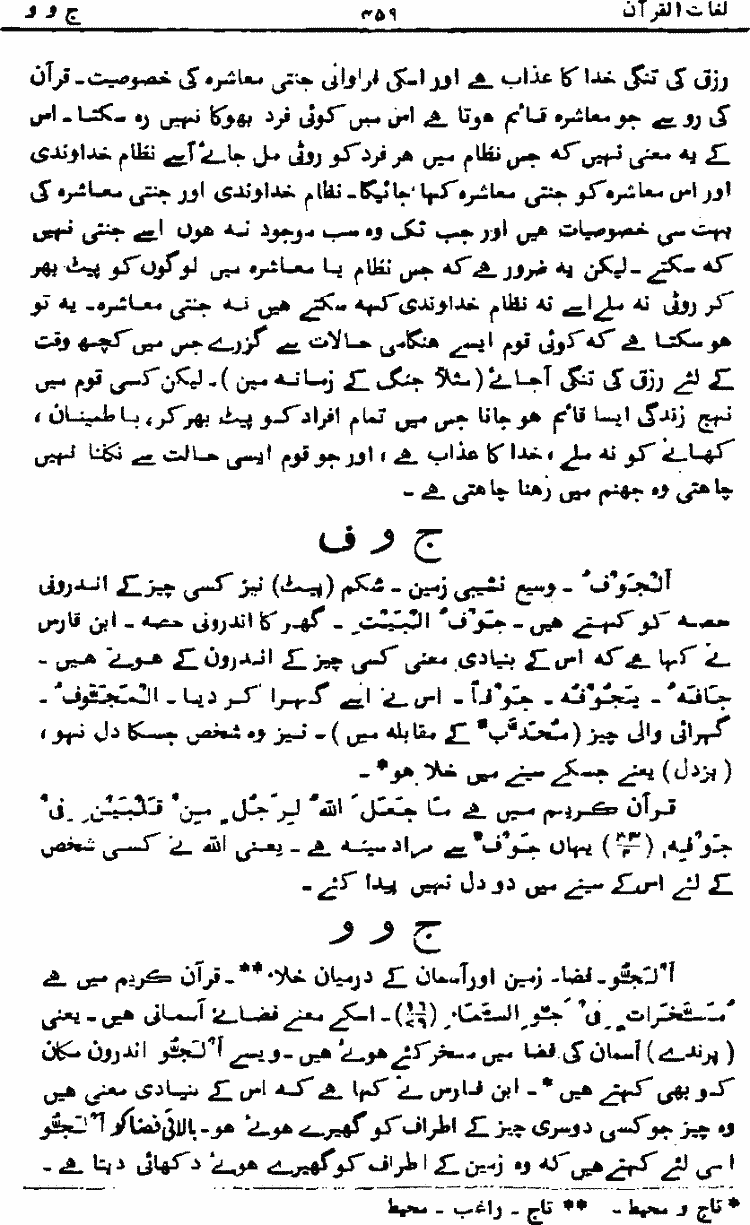 لغات القرآن ۴۵۹ ج و و
رزق کی تنگی خدا کا عذاب ہے اور اسکی فراوانی جنتی معاشرہ کی خصوصیت۔ قرآن
کی رو سے جو معاشرہ قائم ہوتا ہے اس میں کوئی فرد بھوکا نہیں رہ سکتا۔ اس
کے یہ معنی نہیں کہ جس نظام میں ہر فرد کو روٹی مل جائے اُسے نظام خداوندی
اور اس معاشرہ کو جنتی معاشرہ کہا جائیگا۔ نظام خداوندی اور جنتی معاشرہ کی
بہت سی خصوصیات ہیں اور جب تک وہ سب موجود نہ ہوں اسے جنتی نہیں
کہ سکتے۔ لیکن یہ ضرور ہے کہ جس نظام یا معاشرہ میں لوگوں کو پیٹ بھر
کر روٹی نہ ملے اسے نہ نظام خداوندی کہہ سکتے ہیں نہ جنتی معاشرہ۔ یہ تو
ہو سکتا ہے کہ کوئی قوم ایسے ہنگامی حالات سے گزرے جس میں کچھ وقت
کے لئے رزق کی تنگی آجائے (مثلاً جنگ کے زمانہ میں)۔ لیکن کسی قوم میں
نہج زندگی ایسا قائم ہو جانا جس میں تمام افراد کو پیٹ بھر کر، باطمینان،
کھانے کو نہ ملے، خدا کا عذاب ہے، اور جو قوم ایسی حالت سے نکلنا نہیں
چاھتی وہ جہنم میں رھنا چاھتی ہے۔
ج و ف
اَلْجَوْفُ۔ وسیع نشیبی زمین۔ شکم (پیٹ) نیز کسی چیز کے اندرونی
حصہ کو کہتے ہیں۔ جَوْفُ الْبَیْتِ۔ گھر کا اندرونی حصہ۔ ابن فارس
نے کہا ہے کہ اس کے بنیادی معنی کسی چیز کے اندرون کے ہوتے ہیں۔
جَافَہٗ۔ یَجُوْفُہٗ۔ جَوْفاً۔ اس نے اسے گہرا کر دیا۔ الْمُجَوَّفُ۔
گہرائی والی چیز (مُحَدَّبٌ کے مقابلہ میں)۔ نیز وہ شخص جسکا دل نہو،
(بزدل) یعنے جسکے سینے میں خلا ہو*۔
قرآن کریم میں ہے مَا جَعَلَ اللّٰہُ لِرَجُلٍ مِنْ قَلْبَیْنِ فِیْ
جَوْفِہٖ (۳۳/۴) یہاں جَوْفٌ سے مراد سینہ ہے۔ یعنی اللہ نے کسی شخص
کے لئے اس کے سینے میں دو دل نہیں پیدا کئے۔
ج و و
اَلْجَوُّ۔ فضا۔ زمین اور آسمان کے درمیان خلا**۔ قرآن کریم میں ہے
مُسَخَّرَاتٍ فِیْ جَوِّ السَّمَاءِ (۱۶/۷۹)۔ اسکے معنے فضائے آسمانی ہیں۔ یعنی
(پرندے) آسمان کی فضا میں مسخر کئے ہوئے ہیں۔ ویسے اَلْجَوُّ اندرون مکان
کو بھی کہتے ہیں*۔ ابن فارس نے کہا ہے کہ اس کے بنیادی معنی ہیں
وہ چیز جو کسی دوسری چیز کے اطراف کو گھیرے ہوئے ہو۔ بالائی فضا کو اَلْجَوُّ
اسی لئے کہتے ہیں کہ وہ زمین کے اطراف کو گھیرے ہوئے دکھائی دیتا ہے۔
* تاج و محیط۔ ** تاج۔ راغب۔ محیط